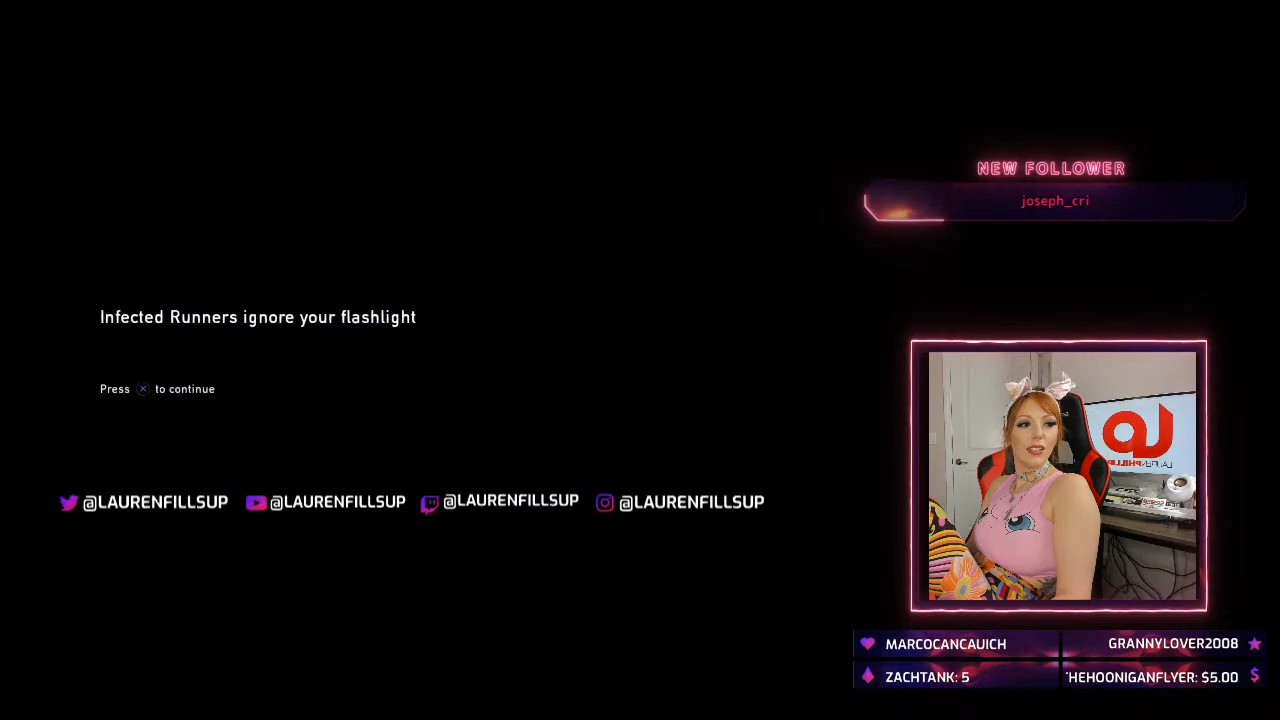 NEW FOLLOWER
joseph_cri
Infected Runners ignore your flashlight
Press ⓧ to continue
@LAURENFILLSUP @LAURENFILLSUP @LAURENFILLSUP @LAURENFILLSUP
MARCOCANCAUICH GRANNYLOVER2008
ZACHTANK: 5 HEHOONIGANFLYER: $5.00